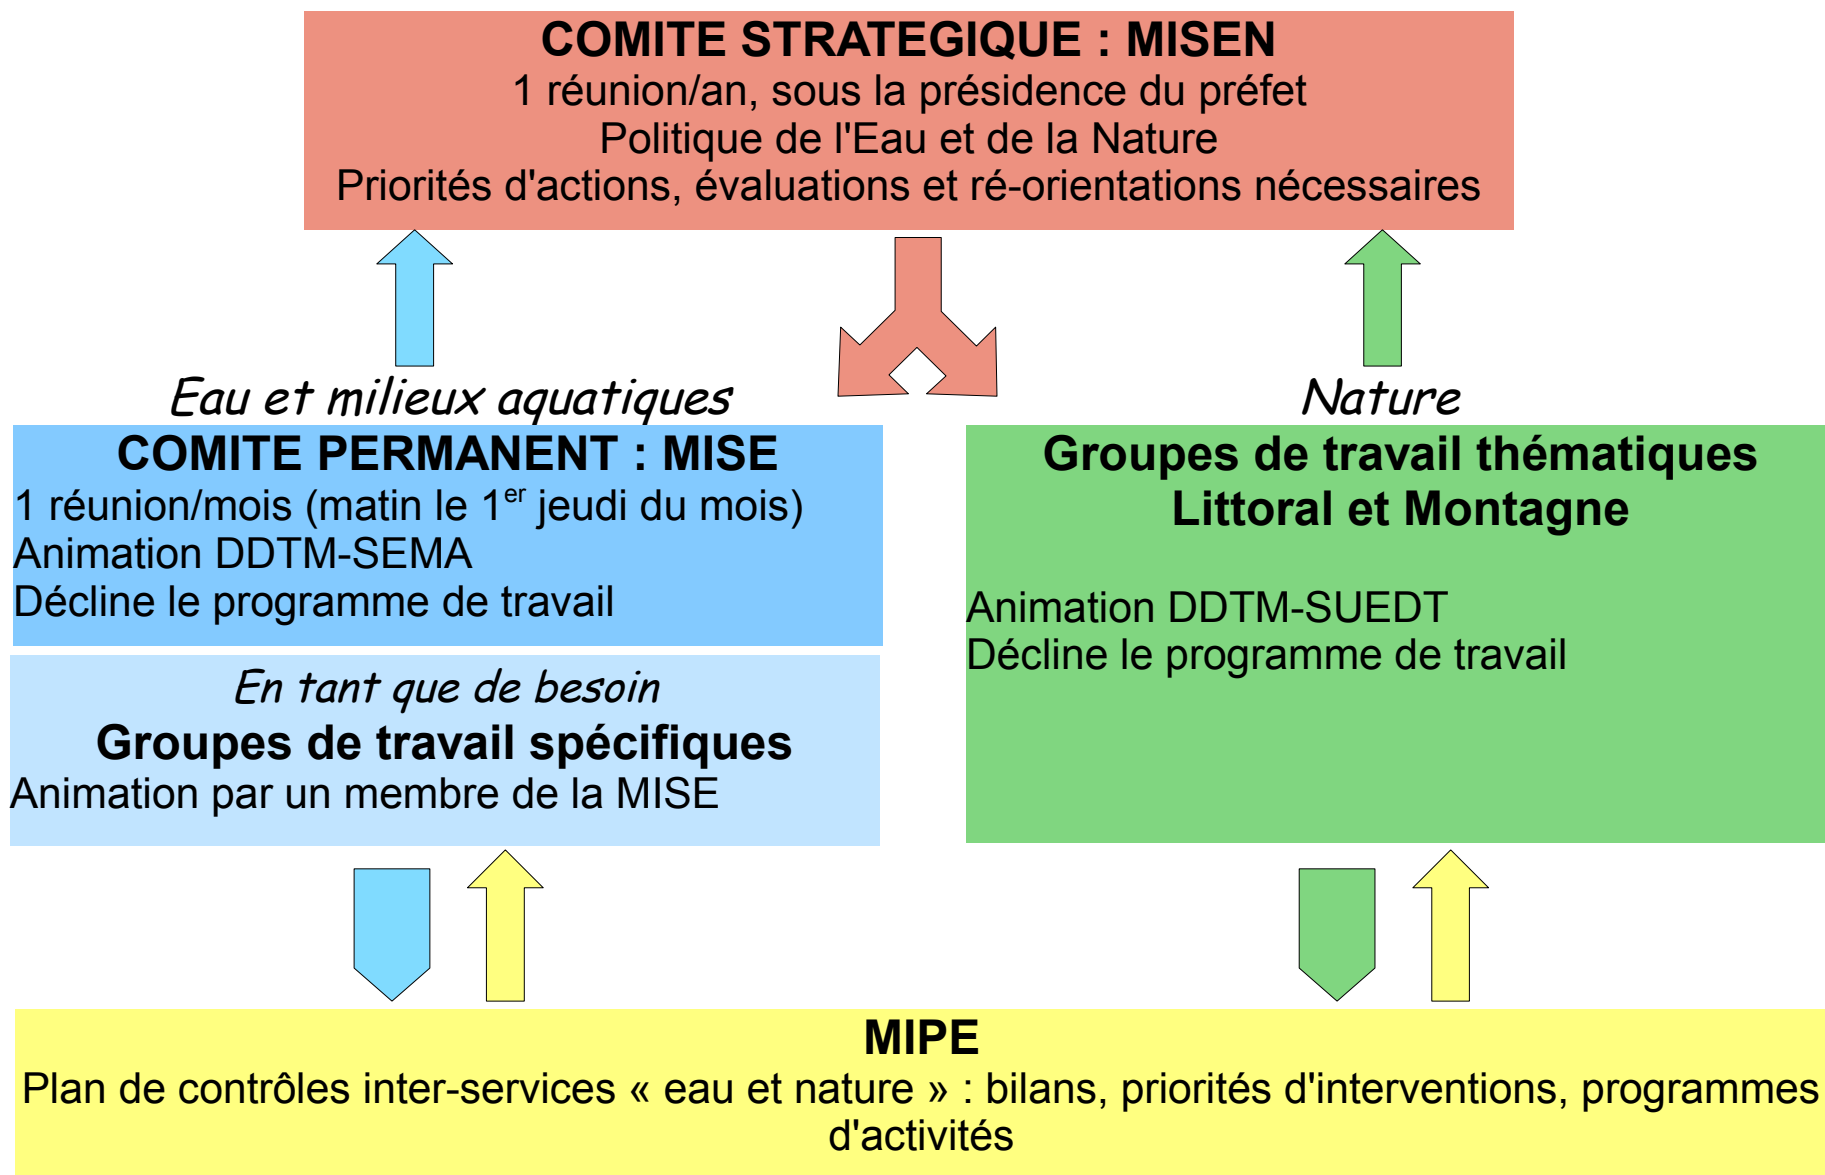 COMITE STRATEGIQUE : MISEN
1 réunion/an, sous la présidence du préfet
Politique de l'Eau et de la Nature
Priorités d'actions, évaluations et ré-orientations nécessaires
Eau et milieux aquatiques
COMITE PERMANENT : MISE
1 réunion/mois (matin le 1er jeudi du mois)
Animation DDTM-SEMA
Décline le programme de travail
En tant que de besoin
Groupes de travail spécifiques
Animation par un membre de la MISE
Nature
Groupes de travail thématiques
Littoral et Montagne
Animation DDTM-SUEDT
Décline le programme de travail
MIPE
Plan de contrôles inter-services « eau et nature » : bilans, priorités d'interventions, programmes
d'activités